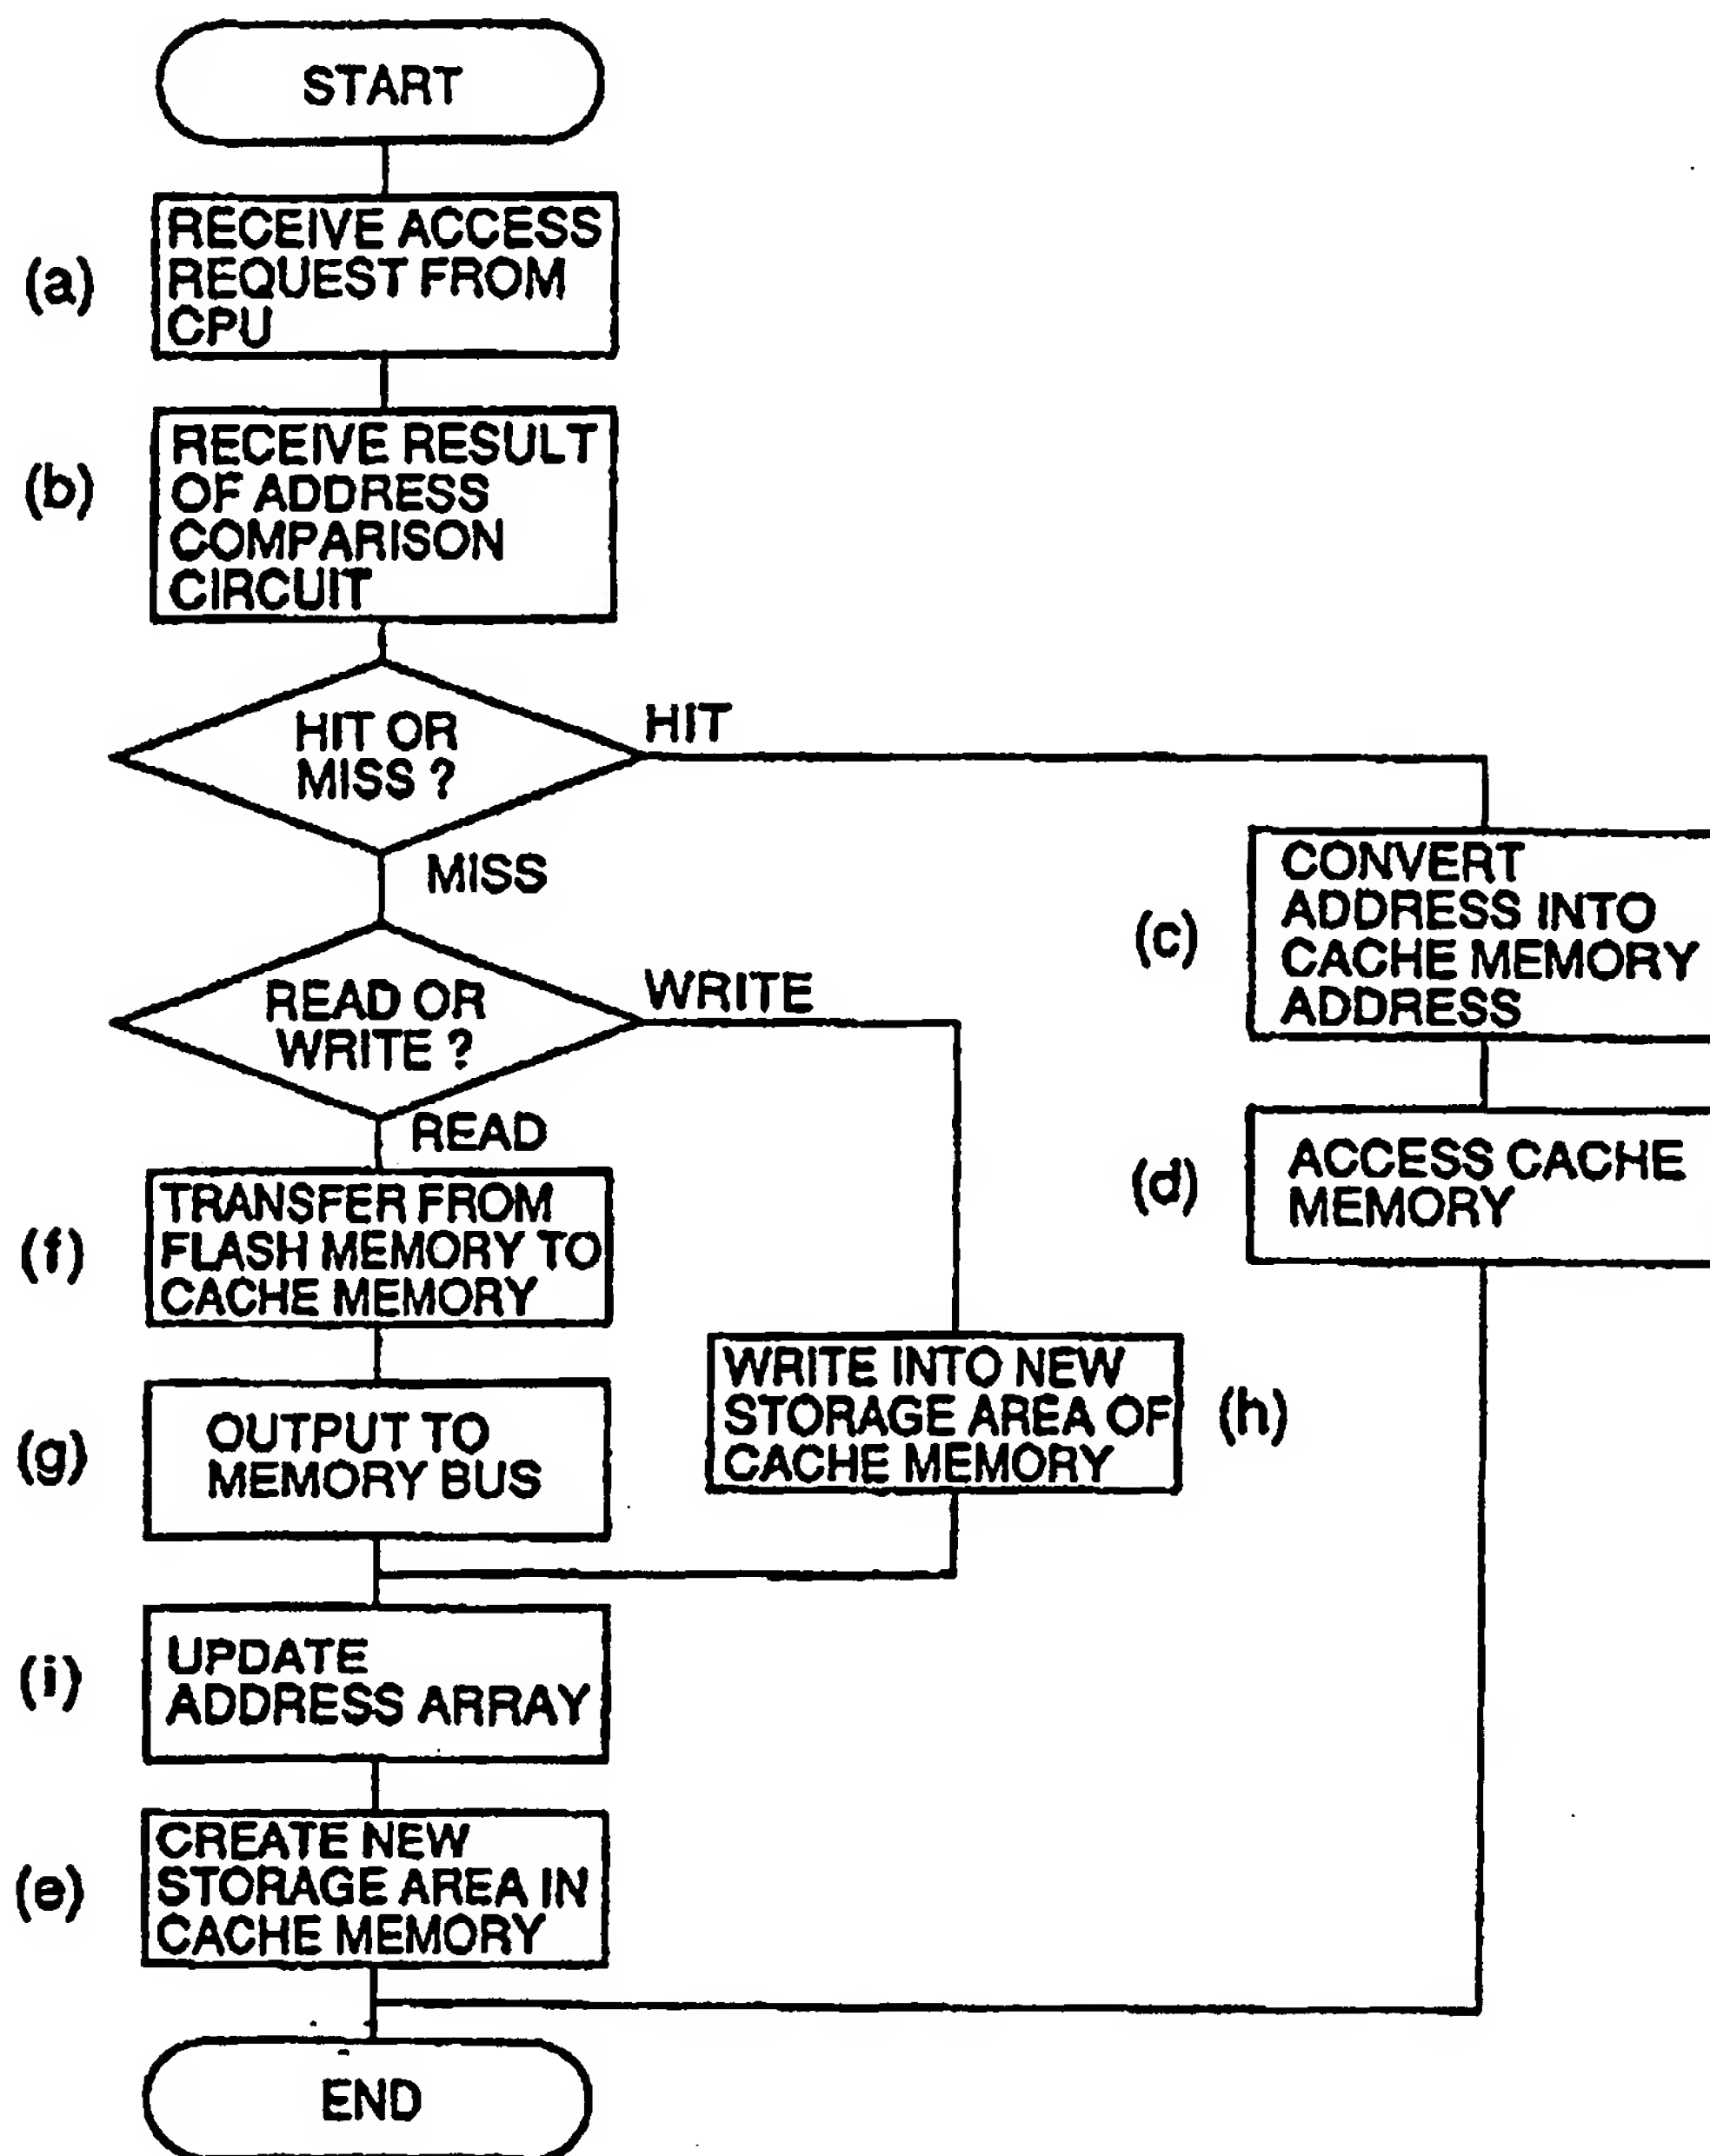 START
(a)
RECEIVE ACCESS
REQUEST FROM
CPU
(b)
RECEIVE RESULT
OF ADDRESS
COMPARISON
CIRCUIT
HIT OR
MISS ?
HIT
MISS
(c)
CONVERT
ADDRESS INTO
CACHE MEMORY
ADDRESS
READ OR
WRITE ?
WRITE
READ
(d)
ACCESS CACHE
MEMORY
(f)
TRANSFER FROM
FLASH MEMORY TO
CACHE MEMORY
WRITE INTO NEW
STORAGE AREA OF
CACHE MEMORY
(h)
(g)
OUTPUT TO
MEMORY BUS
(i)
UPDATE
ADDRESS ARRAY
(e)
CREATE NEW
STORAGE AREA IN
CACHE MEMORY
END